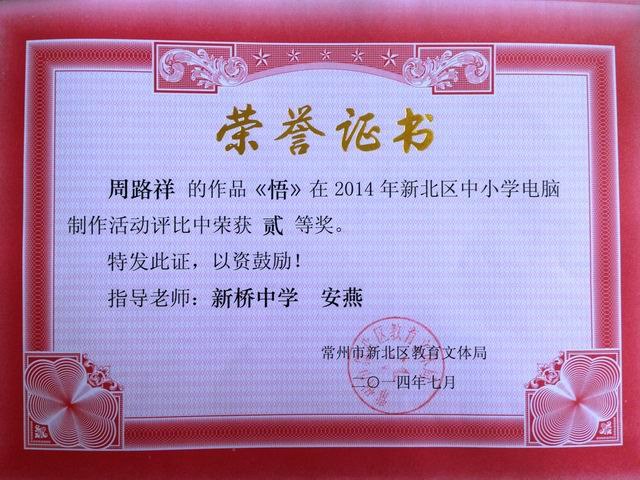 荣誉证书
周路祥 的作品《悟》在 2014 年新北区中小学电脑
制作活动评比中荣获 贰 等奖。
特发此证，以资鼓励！
指导老师：新桥中学 安燕
常州市新北区教育文体局
二〇一四年七月